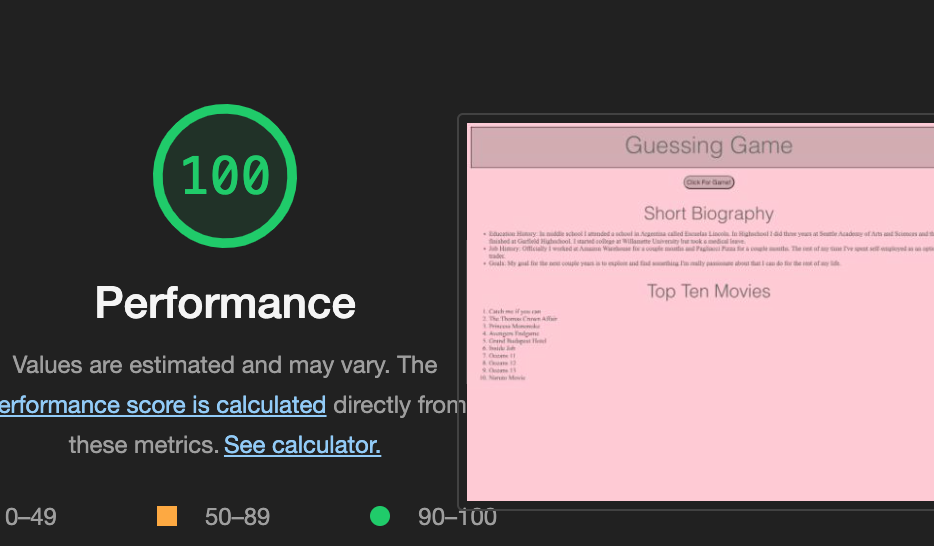 100
Performance
Values are estimated and may vary. The
erformance score is calculated directly from
these metrics. See calculator.
0–49
50–89
90–100
Guessing Game
Click For Game!
Short Biography
Education History: In middle school I attended a school in Argentina called Escuelas Lincoln. In Highschool I did three years at Seattle Academy of Arts and Sciences and
finished at Garfield Highschool. I started college at Willamette University but took a medical leave.
Job History: Officially I worked at Amazon Warehouse for a couple months and Pagliacci Pizza for a couple months. The rest of my time I've spent self-employed as an
trader.
Goals: My goal for the next couple years is to explore and find something I'm really passionate about that I can do for the rest of my life.
Top Ten Movies
1. Catch me if you can
2. The Thomas Crown Affair
3. Princess Mononoke
4. Avengers Endgame
5. Grand Budapest Hotel
6. Inside Job
7. Oceans 11
8. Oceans 12
9. Oceans 13
10. Naruto Movie